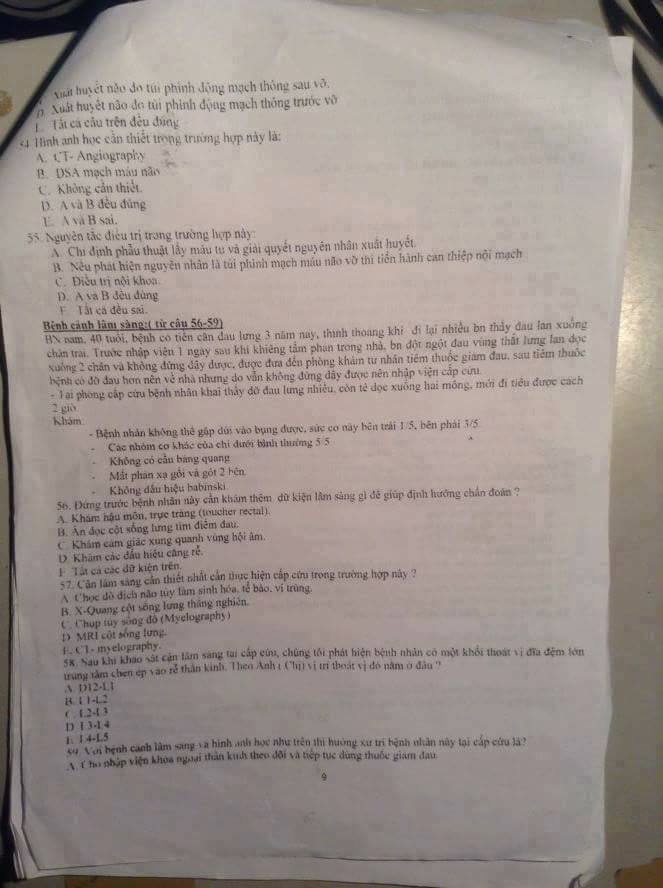 Xuất huyết não do túi phình động mạch thông sau vỡ.
D. Xuất huyết não do túi phình động mạch thông trước vỡ
E. Tất cả câu trên đều đúng
54. Hình ảnh học cần thiết trong trường hợp này là:
A. CT- Angiography
B. DSA mạch máu não
C. Không cần thiết.
D. A và B đều đúng
E. A và B sai.
55. Nguyên tắc điều trị trong trường hợp này:
A. Chỉ định phẫu thuật lấy máu tụ và giải quyết nguyên nhân xuất huyết.
B. Nếu phát hiện nguyên nhân là túi phình mạch máu não vỡ thì tiến hành can thiệp nội mạch
C. Điều trị nội khoa.
D. A và B đều đúng
E. Tất cả đều sai.
Bệnh cảnh lâm sàng:( từ câu 56-59)
BN nam, 40 tuổi, bệnh có tiền căn đau lưng 3 năm nay, thỉnh thoảng khi đi lại nhiều bn thấy đau lan xuống
chân trái. Trước nhập viện 1 ngày sau khi khiêng tấm phan trong nhà, bn đột ngột đau vùng thắt lưng lan dọc
xuống 2 chân và không đứng dậy được, được đưa đến phòng khám tư nhân tiêm thuốc giảm đau, sau tiêm thuốc
bệnh có đỡ đau hơn nên về nhà nhưng do vẫn không đứng dậy được nên nhập viện cấp cứu.
- Tại phòng cấp cứu bệnh nhân khai thấy đỡ đau lưng nhiều, còn tê dọc xuống hai mông, mới đi tiểu được cách
2 giờ
Khám:
- Bệnh nhân không thể gập đùi vào bụng được, sức cơ này bên trái 1/5, bên phải 3/5
- Các nhóm cơ khác của chi dưới bình thường 5/5
- Không có cầu bàng quang
- Mất phản xạ gối và gót 2 bên.
- Không dấu hiệu babinski
56. Đứng trước bệnh nhân này cần khám thêm dữ kiện lâm sàng gì để giúp định hướng chẩn đoán ?
A. Khám hậu môn, trực tràng (toucher rectal).
B. Ấn dọc cột sống lưng tìm điểm đau.
C. Khám cảm giác xung quanh vùng hội âm.
D. Khám các dấu hiệu căng rễ.
E. Tất cả các dữ kiện trên.
57. Cận lâm sàng cần thiết nhất cần thực hiện cấp cứu trong trường hợp này ?
A. Chọc dò dịch não tủy làm sinh hóa, tế bào, vi trùng.
B. X-Quang cột sống lưng thẳng nghiên.
C. Chụp tủy sống đồ (Myelography)
D. MRI cột sống lưng.
E. CT- myelography.
58. Sau khi khảo sát cận lâm sàng tại cấp cứu, chúng tôi phát hiện bệnh nhân có một khối thoát vị đĩa đệm lớn
trung tâm chèn ép vào rễ thần kinh. Theo Anh ( Chị) vị trí thoát vị đó nằm ở đâu ?
A. D12-L1
B. L1-L2
C. L2-L3
D. L3-L4
E. L4-L5
59. Với bệnh cảnh lâm sàng và hình ảnh học như trên thì hướng xử trí bệnh nhân này tại cấp cứu là?
A. Cho nhập viện khoa ngoại thần kinh theo dõi và tiếp tục dùng thuốc giảm đau.
9